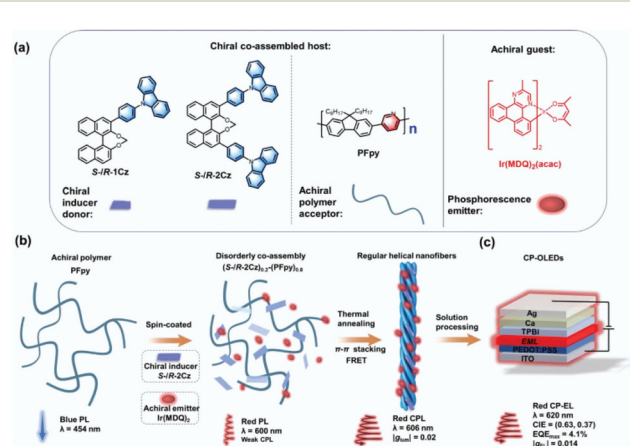 (a)
Chiral co-assembled host:
Achiral guest:
S-/R-1Cz
S-/R-2Cz
C8H17 C8H17
n
PFpy
2
Ir(MDQ)2(acac)
Chiral
inducer
donor:
Achiral
polymer
acceptor:
Phosphorescence
emitter:
(b)
Achiral polymer
PFpy
Disorderly co-assembly
(S-/R-2Cz)0.2-(PFpy)0.8
Regular helical nanofibers
(c)
CP-OLEDs
Spin-coated
Chiral inducer
S-/R-2Cz
Achiral emitter
Ir(MDQ)2
Thermal
annealing
π-π stacking
FRET
Solution
processing
Ag
Ca
TPBI
EML
PEDOT:PSS
ITO
Blue PL
λ = 454 nm
Red PL
λ = 600 nm
Weak CPL
Red CPL
λ = 606 nm
|glum| = 0.02
Red CP-EL
λ = 620 nm
CIE = (0.63, 0.37)
EQEmax = 4.1%
= 0.014